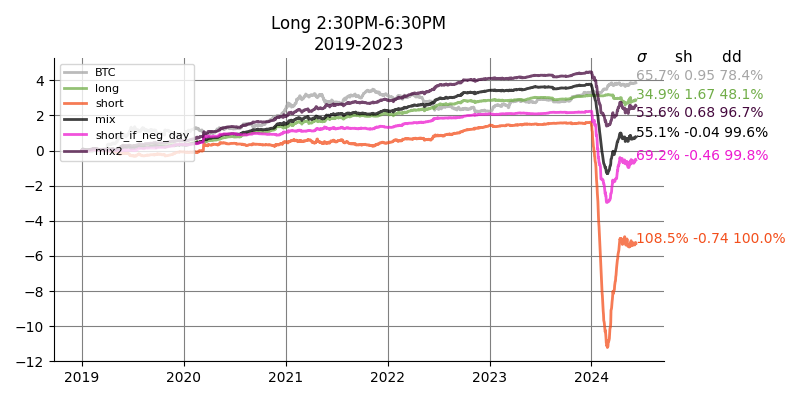 Long 2:30PM-6:30PM
2019-2023
σ sh dd
BTC
long
short
mix
short_if_neg_day
mix2
65.7% 0.95 78.4%
34.9% 1.67 48.1%
53.6% 0.68 96.7%
55.1% -0.04 99.6%
69.2% -0.46 99.8%
108.5% -0.74 100.0%
4
2
0
−2
−4
−6
−8
−10
−12
2019 2020 2021 2022 2023 2024